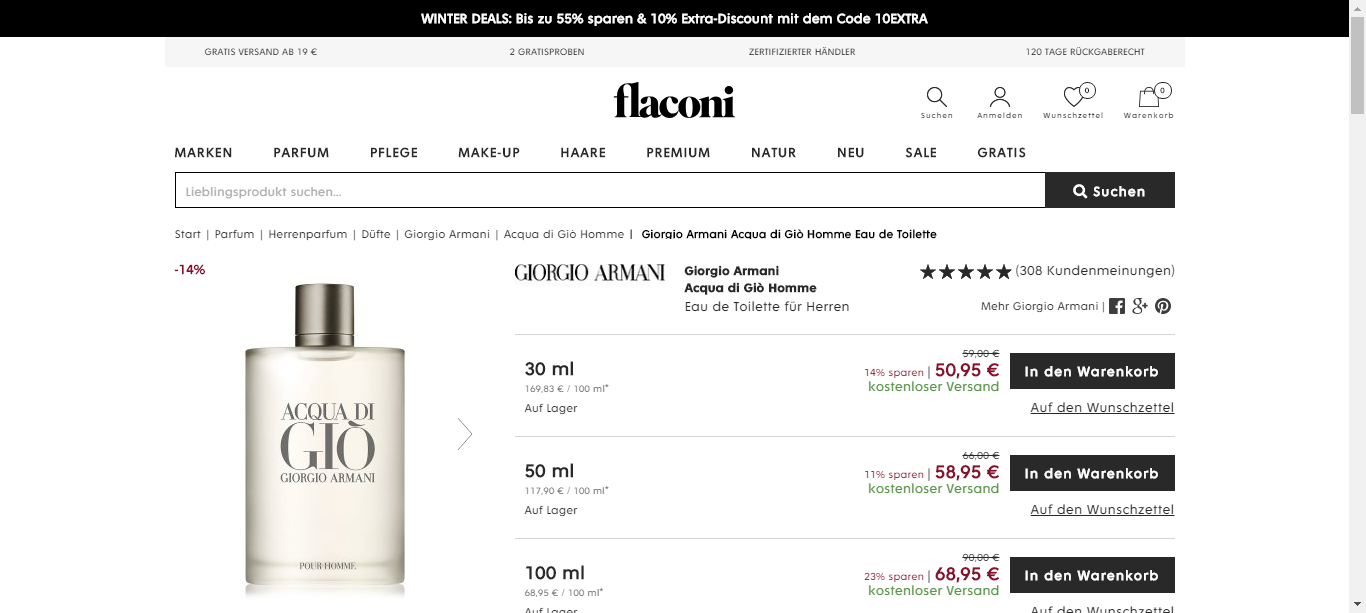 WINTER DEALS: Bis zu 55% sparen & 10% Extra-Discount mit dem Code 10EXTRA
GRATIS VERSAND AB 19 €
2 GRATISPROBEN
ZERTIFIZIERTER HÄNDLER
120 TAGE RÜCKGABERECHT
flaconi
0
0
Suchen
Anmelden
Wunschzettel
Warenkorb
MARKEN PARFUM PFLEGE MAKE-UP HAARE PREMIUM NATUR NEU SALE GRATIS
Lieblingsprodukt suchen...
Suchen
Start | Parfum | Herrenparfum | Düfte | Giorgio Armani | Acqua di Giò Homme | Giorgio Armani Acqua di Giò Homme Eau de Toilette
-14%
ACQUA DI
GIÒ
GIORGIO ARMANI
POUR HOMME
GIORGIO ARMANI
Giorgio Armani
Acqua di Giò Homme
Eau de Toilette für Herren
(308 Kundenmeinungen)
Mehr Giorgio Armani |
30 ml
169,83 € / 100 ml*
Auf Lager
59,00 €
14% sparen | 50,95 €
kostenloser Versand
In den Warenkorb
Auf den Wunschzettel
50 ml
117,90 € / 100 ml*
Auf Lager
66,00 €
11% sparen | 58,95 €
kostenloser Versand
In den Warenkorb
Auf den Wunschzettel
100 ml
68,95 € / 100 ml*
Auf Lager
90,00 €
23% sparen | 68,95 €
kostenloser Versand
In den Warenkorb
Auf den Wunschzettel